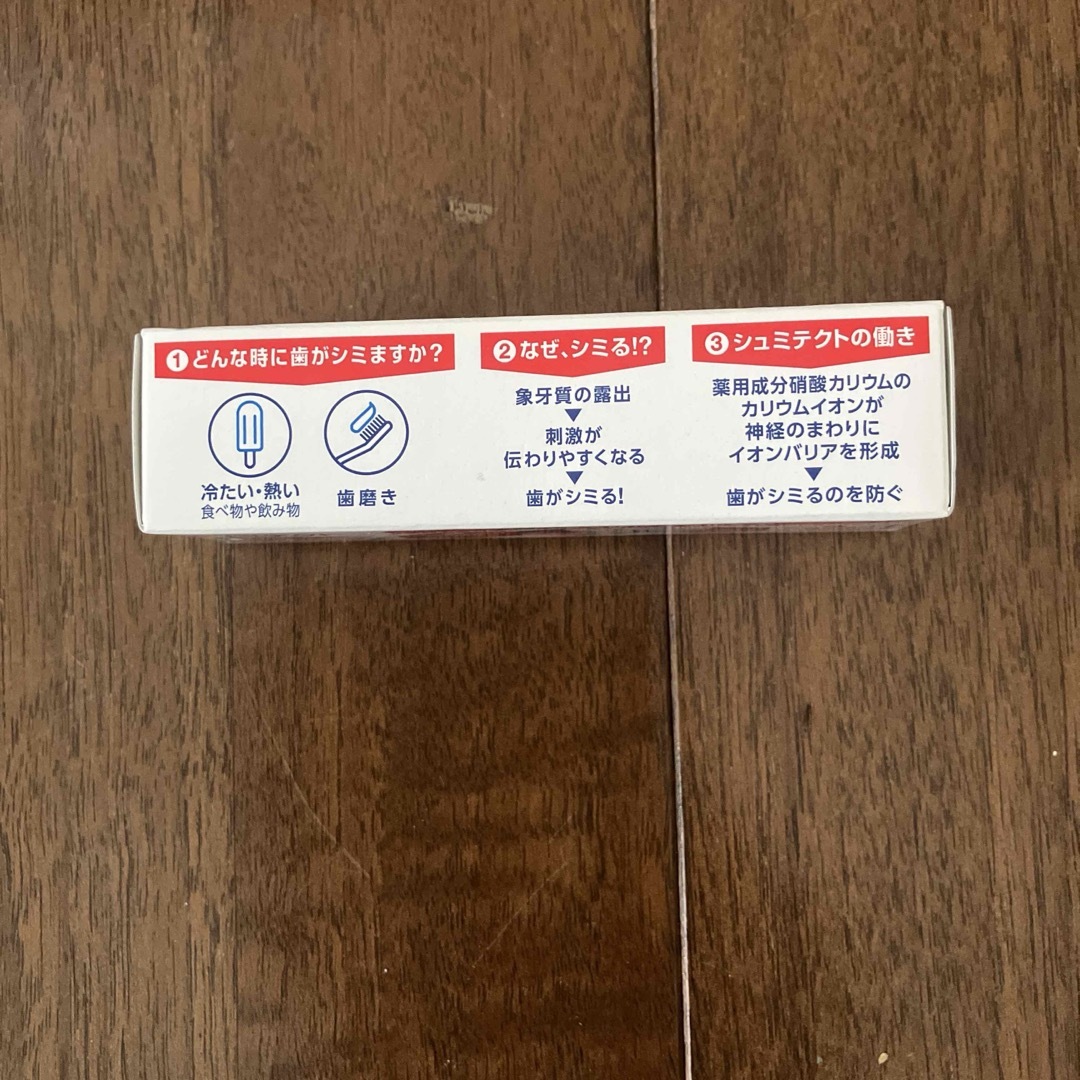 ①どんな時に歯がシミますか?
冷たい・熱い
食べ物や飲み物
歯磨き
②なぜ、シミる!?
象牙質の露出
▼
刺激が
伝わりやすくなる
▼
歯がシミる!
③シュミテクトの働き
薬用成分硝酸カリウムの
カリウムイオンが
神経のまわりに
イオンバリアを形成
▼
歯がシミるのを防ぐ